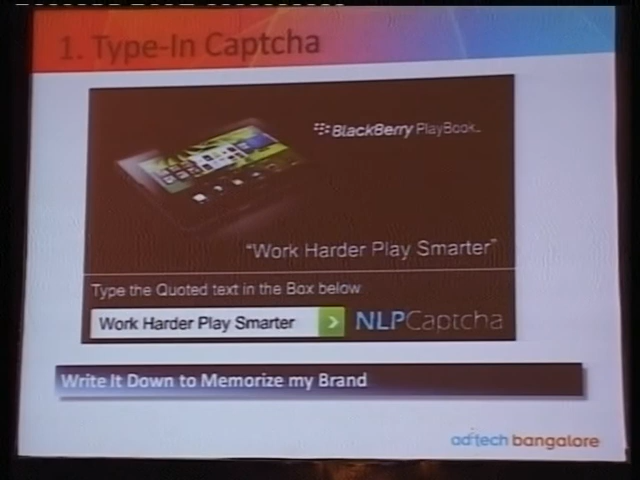 1. Type-In Captcha
BlackBerry PlayBook
"Work Harder Play Smarter"
Type the Quoted text in the Box below
Work Harder Play Smarter
NLPCaptcha
Write It Down to Memorize my Brand
ad:tech bangalore